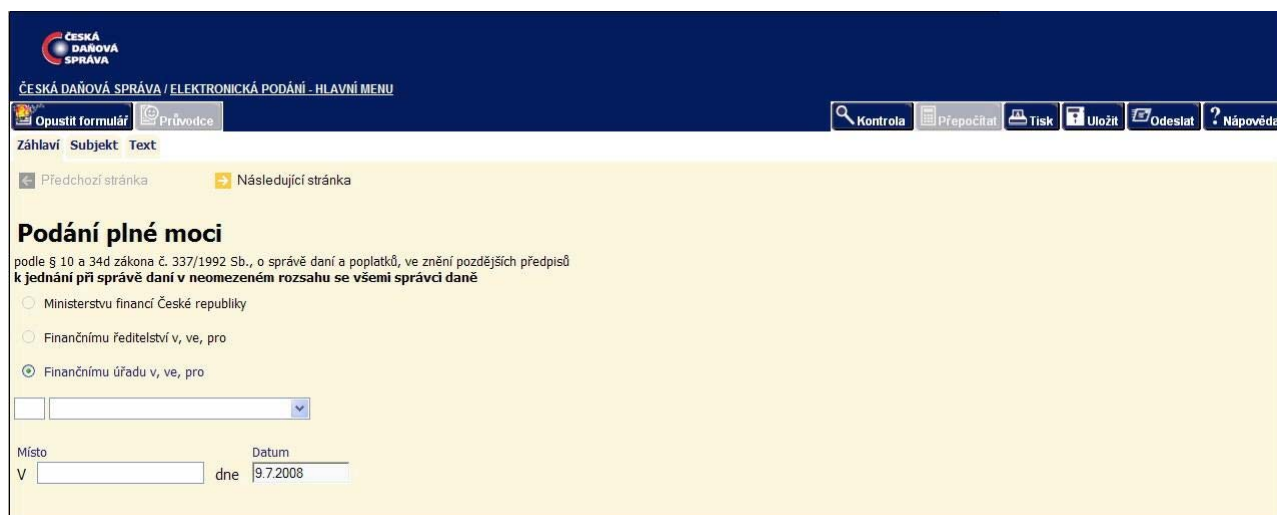 ČESKÁ
DAŇOVÁ
SPRÁVA
ČESKÁ DAŇOVÁ SPRÁVA / ELEKTRONICKÁ PODÁNÍ - HLAVNÍ MENU
Opustit formulář Průvodce Kontrola Přepočítat Tisk Uložit Odeslat ? Nápověda
Záhlaví Subjekt Text
Předchozí stránka Následující stránka
Podání plné moci
podle § 10 a 34d zákona č. 337/1992 Sb., o správě daní a poplatků, ve znění pozdějších předpisů
k jednání při správě daní v neomezeném rozsahu se všemi správci daně
Ministerstvu financí České republiky
Finančnímu ředitelství v, ve, pro
Finančnímu úřadu v, ve, pro
Místo Datum
V dne 9.7.2008